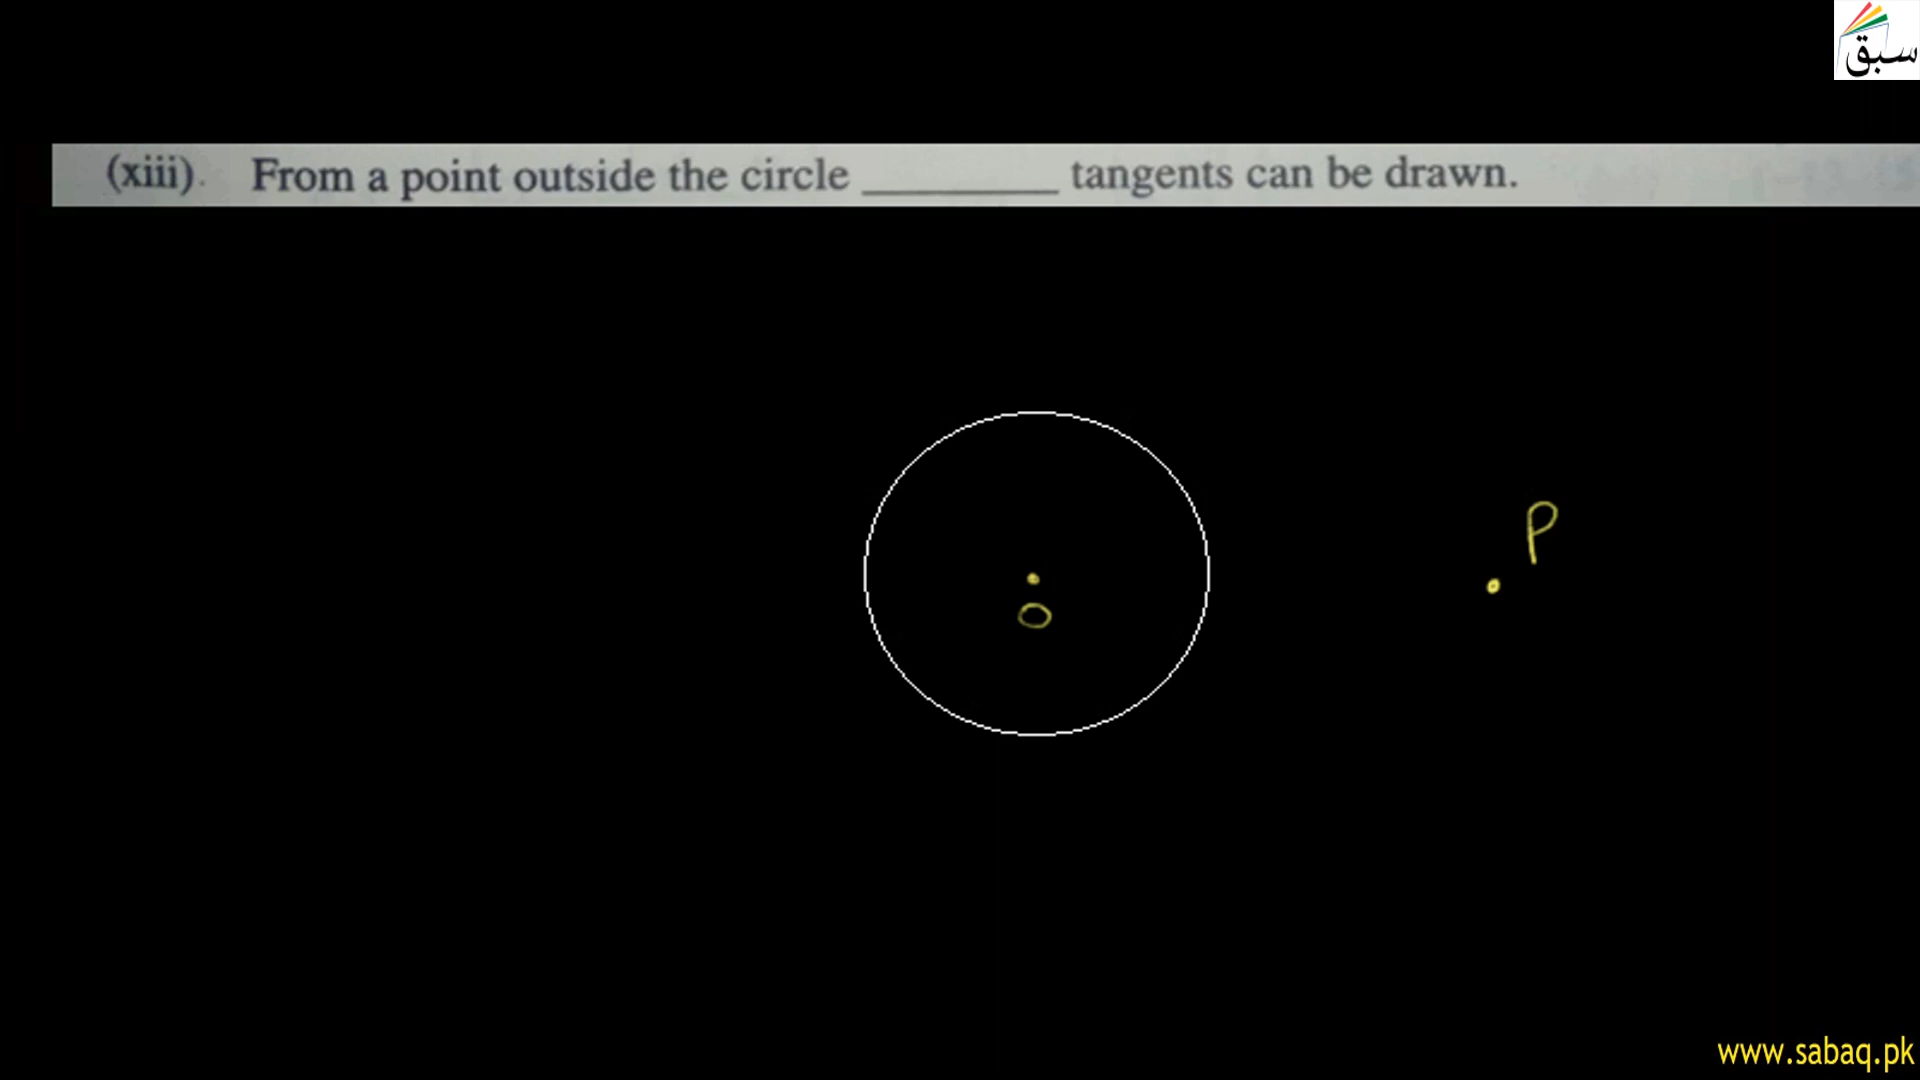 سبق
(xiii). From a point outside the circle ________ tangents can be drawn.
P
O
www.sabaq.pk